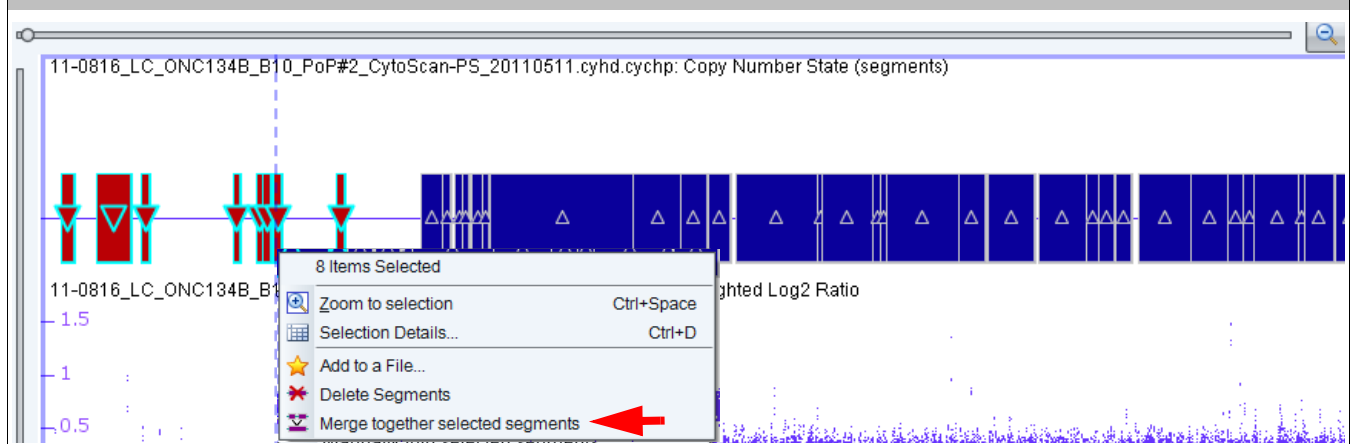 11-0816_LC_ONC134B_B10_PoP#2_CytoScan-PS_20110511.cyhd.cychp: Copy Number State (segments)
8 Items Selected
11-0816_LC_ONC134B_B
ghted Log2 Ratio
Zoom to selection Ctrl+Space
1.5
Selection Details... Ctrl+D
Add to a File...
1
Delete Segments
Merge together selected segments
0.5